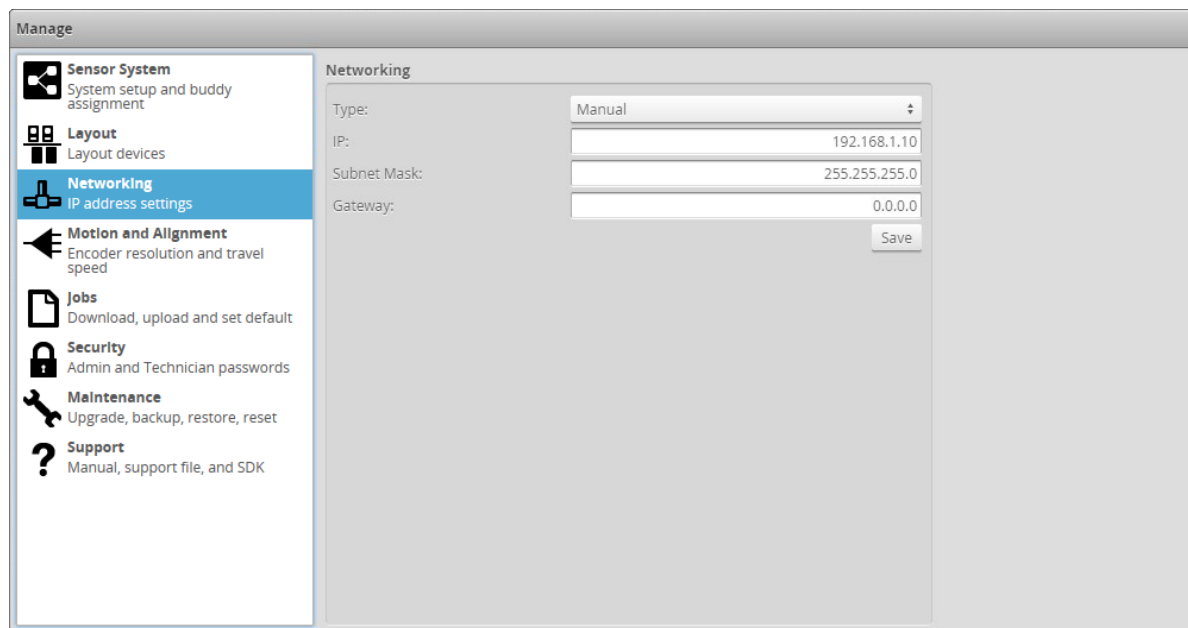 Manage
Sensor System
System setup and buddy
assignment
Layout
Layout devices
Networking
IP address settings
Motion and Alignment
Encoder resolution and travel
speed
Jobs
Download, upload and set default
Security
Admin and Technician passwords
Maintenance
Upgrade, backup, restore, reset
Support
Manual, support file, and SDK
Networking
Type: Manual
IP: 192.168.1.10
Subnet Mask: 255.255.255.0
Gateway: 0.0.0.0
Save